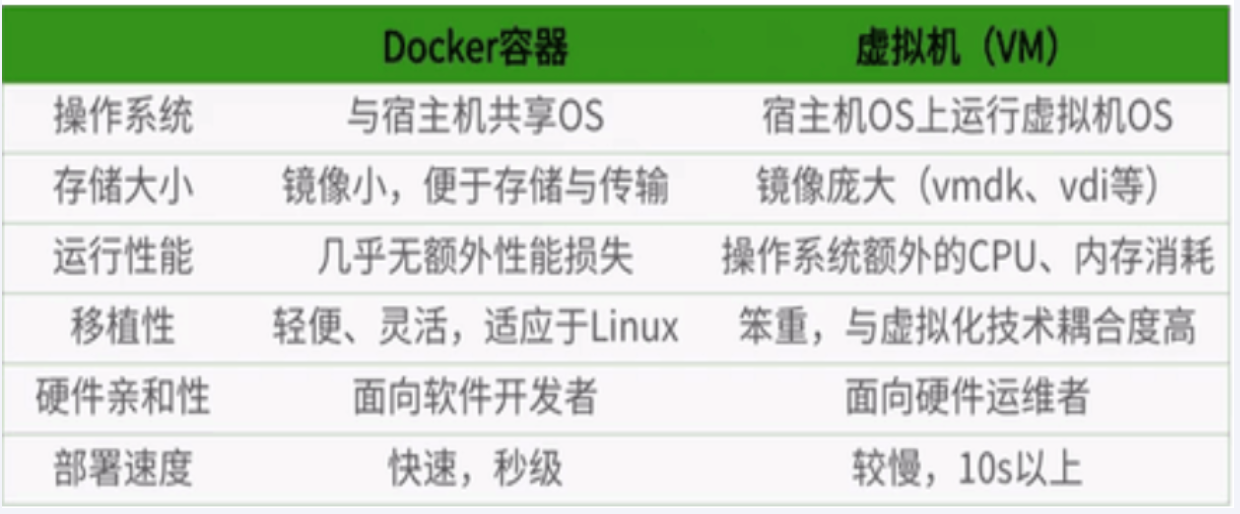 Docker容器 虚拟机（VM）
操作系统 与宿主机共享OS 宿主机OS上运行虚拟机OS
存储大小 镜像小，便于存储与传输 镜像庞大（vmdk、vdi等）
运行性能 几乎无额外性能损失 操作系统额外的CPU、内存消耗
移植性 轻便、灵活，适应于Linux 笨重，与虚拟化技术耦合度高
硬件亲和性 面向软件开发者 面向硬件运维者
部署速度 快速，秒级 较慢，10s以上